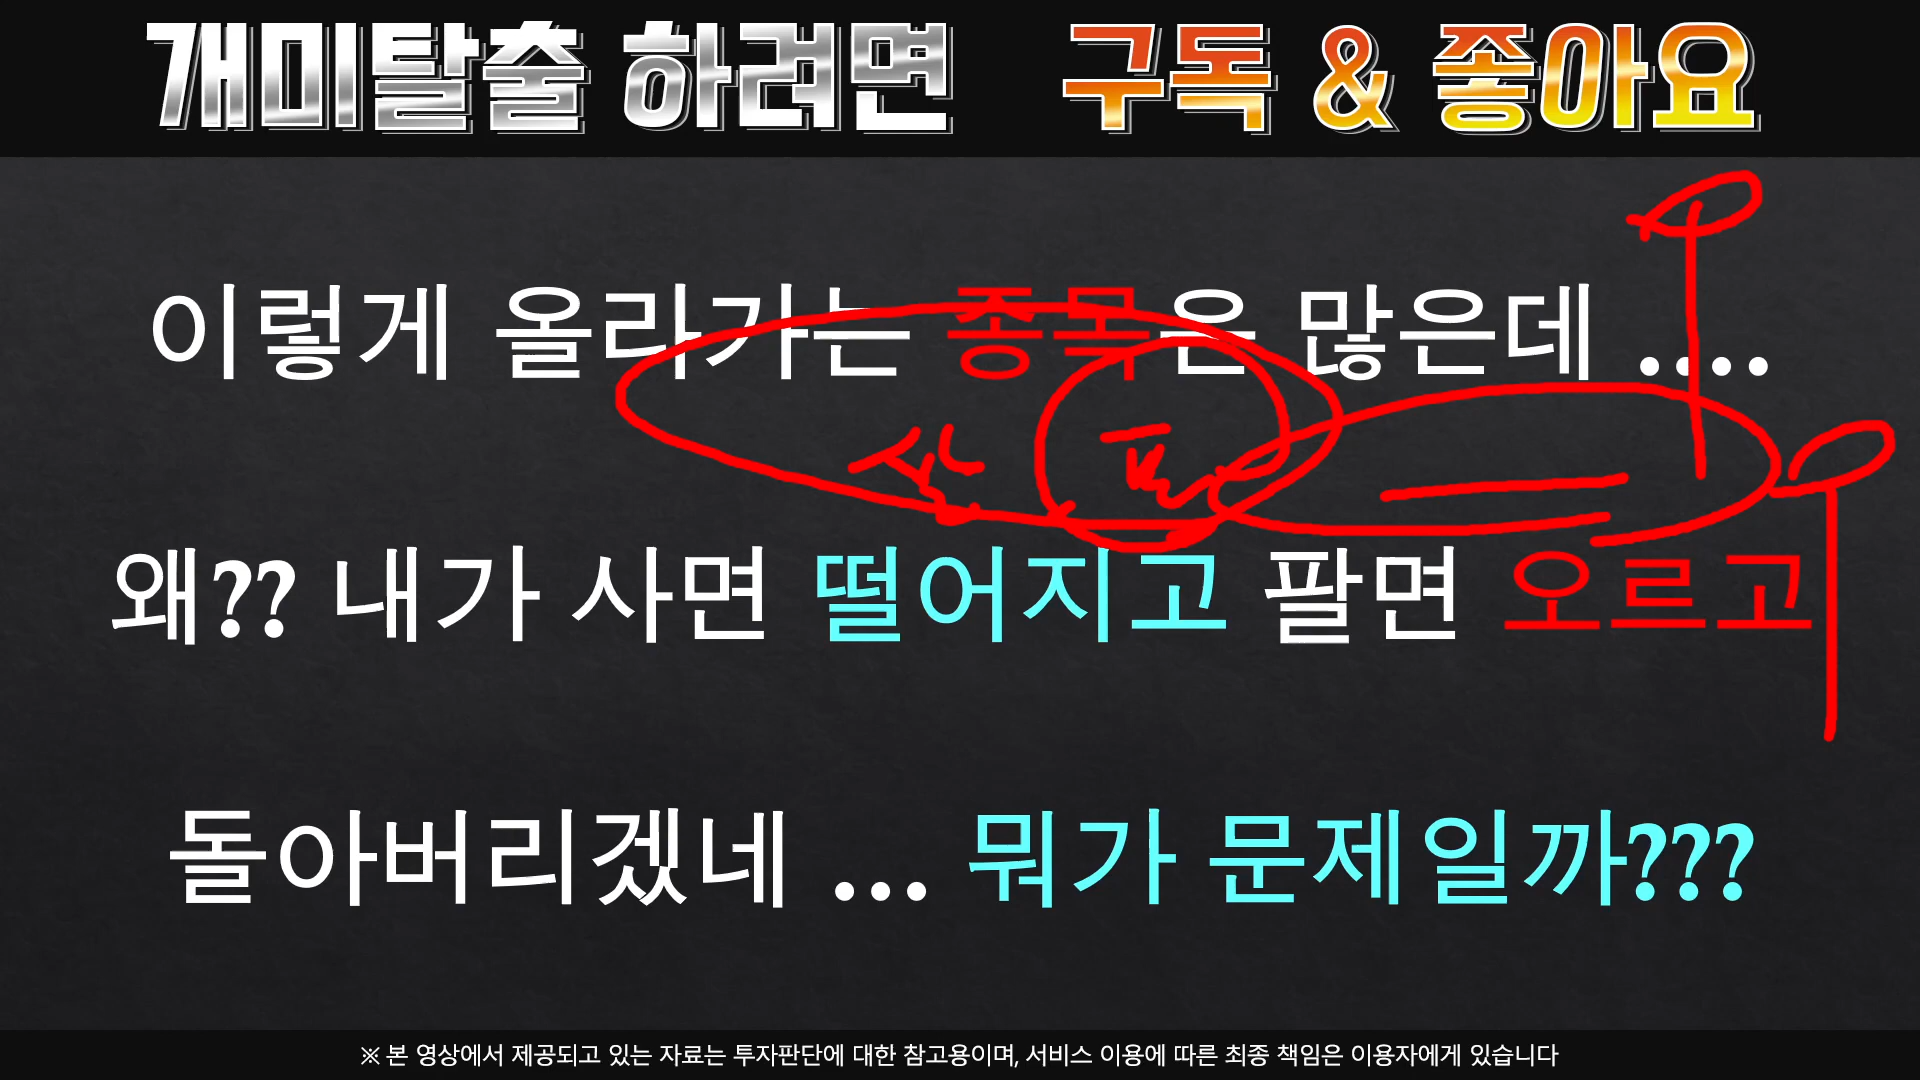 개미탈출 하려면 구독 & 좋아요
이렇게 올라가는 종목은 많은데 ....
왜?? 내가 사면 떨어지고 팔면 오르고
돌아버리겠네 ... 뭐가 문제일까???
※ 본 영상에서 제공되고 있는 자료는 투자판단에 대한 참고용이며, 서비스 이용에 따른 최종 책임은 이용자에게 있습니다